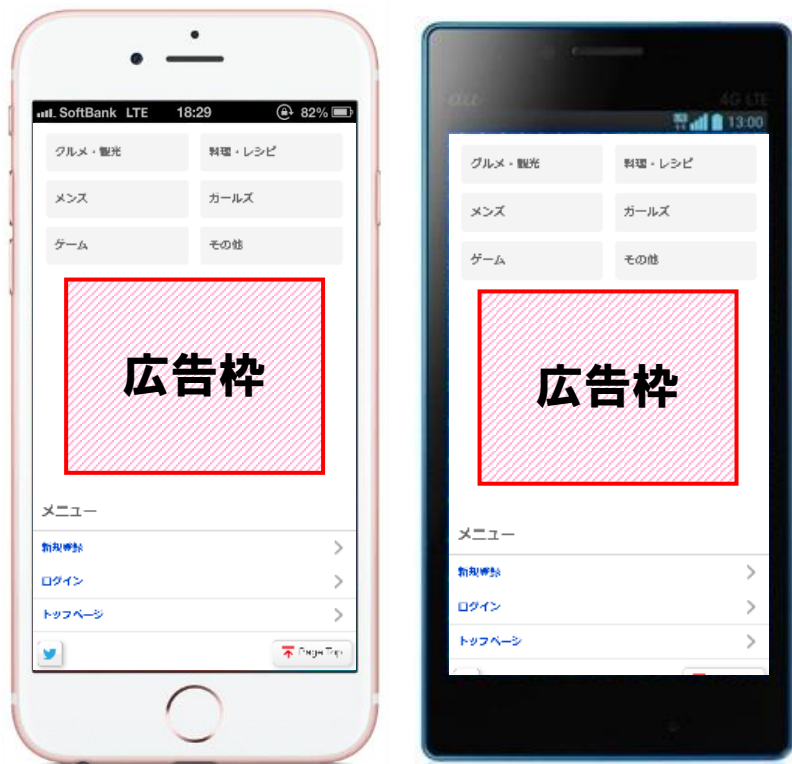 SoftBank LTE 18:29 82%
グルメ・観光 料理・レシピ
メンズ ガールズ
ゲーム その他
広告枠
メニュー
新規登録
ログイン
トップページ
Page Top
au 4G LTE
13:00
グルメ・観光 料理・レシピ
メンズ ガールズ
ゲーム その他
広告枠
メニュー
新規登録
ログイン
トップページ